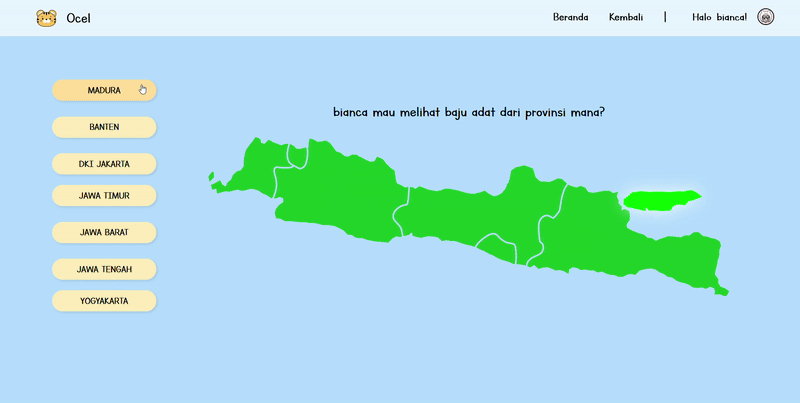 Ocel
Beranda Kembali | Halo bianca!
MADURA
bianca mau melihat baju adat dari provinsi mana?
BANTEN
DKI JAKARTA
JAWA TIMUR
JAWA BARAT
JAWA TENGAH
YOGYAKARTA